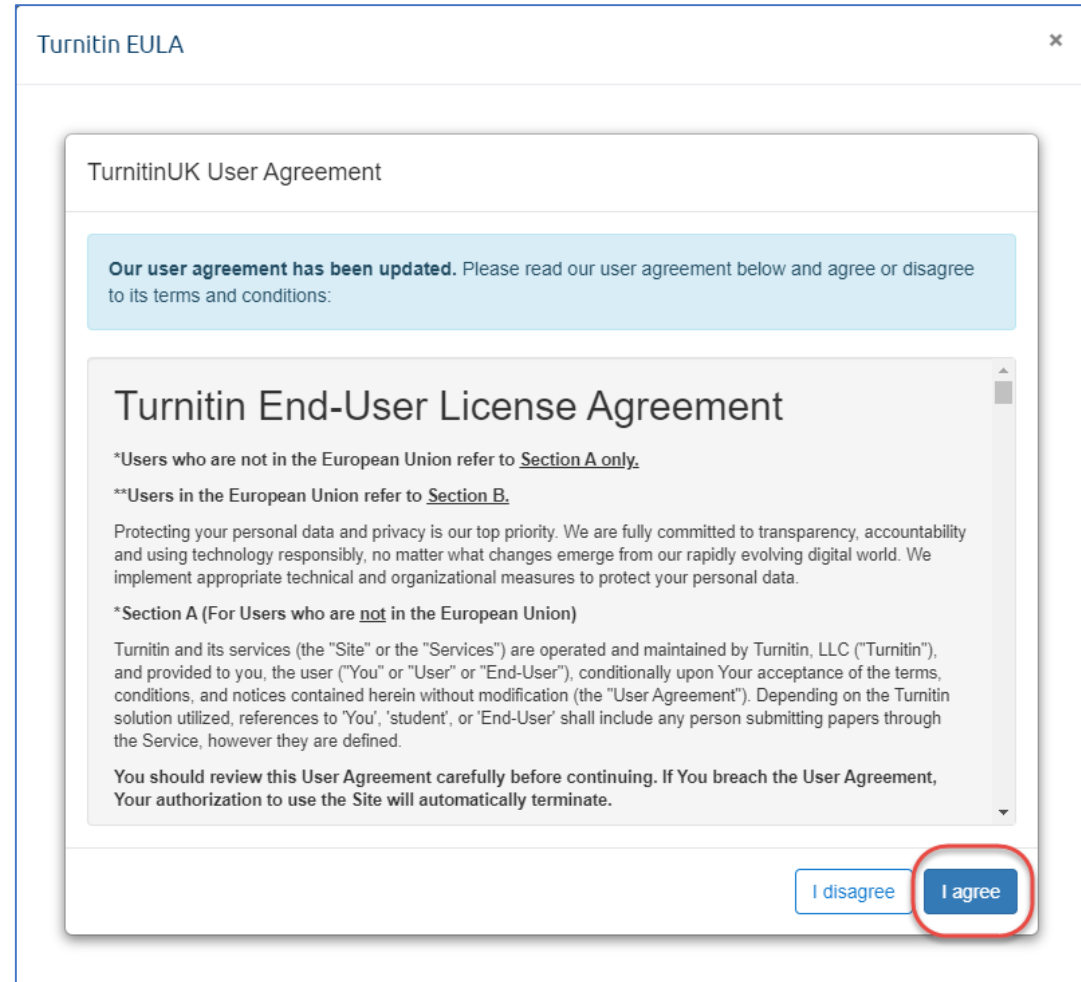 Turnitin EULA
×
TurnitinUK User Agreement
Our user agreement has been updated. Please read our user agreement below and agree or disagree
to its terms and conditions:
Turnitin End-User License Agreement
*Users who are not in the European Union refer to Section A only.
**Users in the European Union refer to Section B.
Protecting your personal data and privacy is our top priority. We are fully committed to transparency, accountability
and using technology responsibly, no matter what changes emerge from our rapidly evolving digital world. We
implement appropriate technical and organizational measures to protect your personal data.
*Section A (For Users who are not in the European Union)
Turnitin and its services (the "Site" or the "Services") are operated and maintained by Turnitin, LLC ("Turnitin"),
and provided to you, the user ("You" or "User" or "End-User"), conditionally upon Your acceptance of the terms,
conditions, and notices contained herein without modification (the "User Agreement"). Depending on the Turnitin
solution utilized, references to 'You', 'student', or 'End-User' shall include any person submitting papers through
the Service, however they are defined.
You should review this User Agreement carefully before continuing. If You breach the User Agreement,
Your authorization to use the Site will automatically terminate.
I disagree
I agree